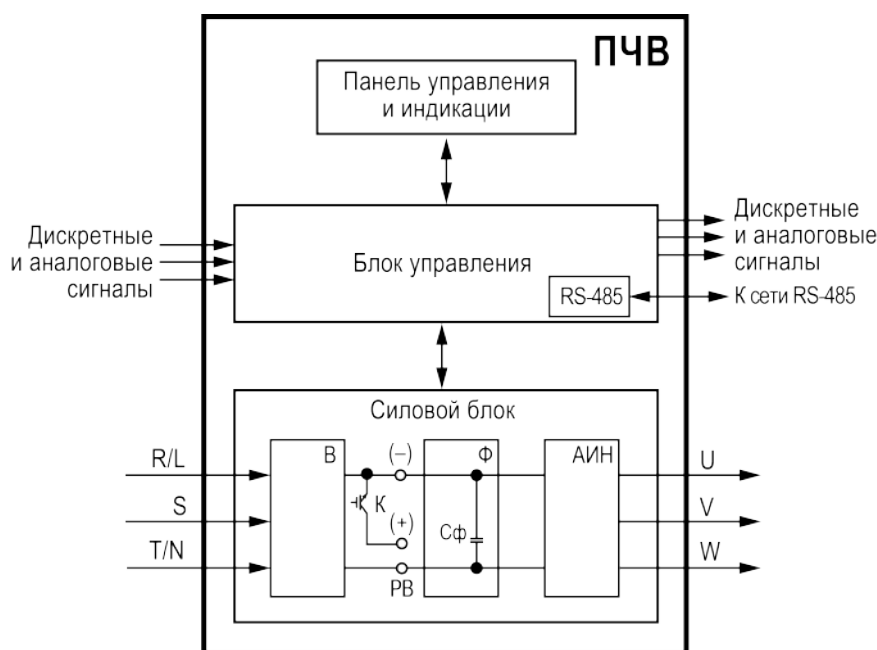 ПЧВ
Панель управления
и индикации
Дискретные
и аналоговые
сигналы
Блок управления
RS-485
Дискретные
и аналоговые
сигналы
К сети RS-485
Силовой блок
R/L
S
T/N
В
(–)
К
(+)
РВ
Ф
Сф
АИН
U
V
W